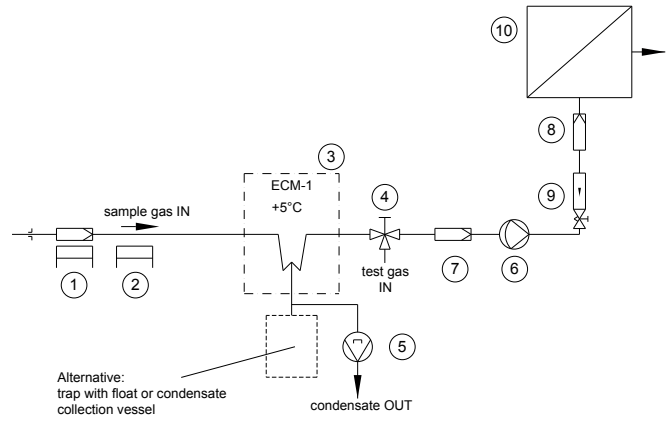 10
8
3
ECM-1
+5°C
4
9
sample gas IN
test gas
IN
1
2
7
6
5
Alternative:
trap with float or condensate
collection vessel
condensate OUT